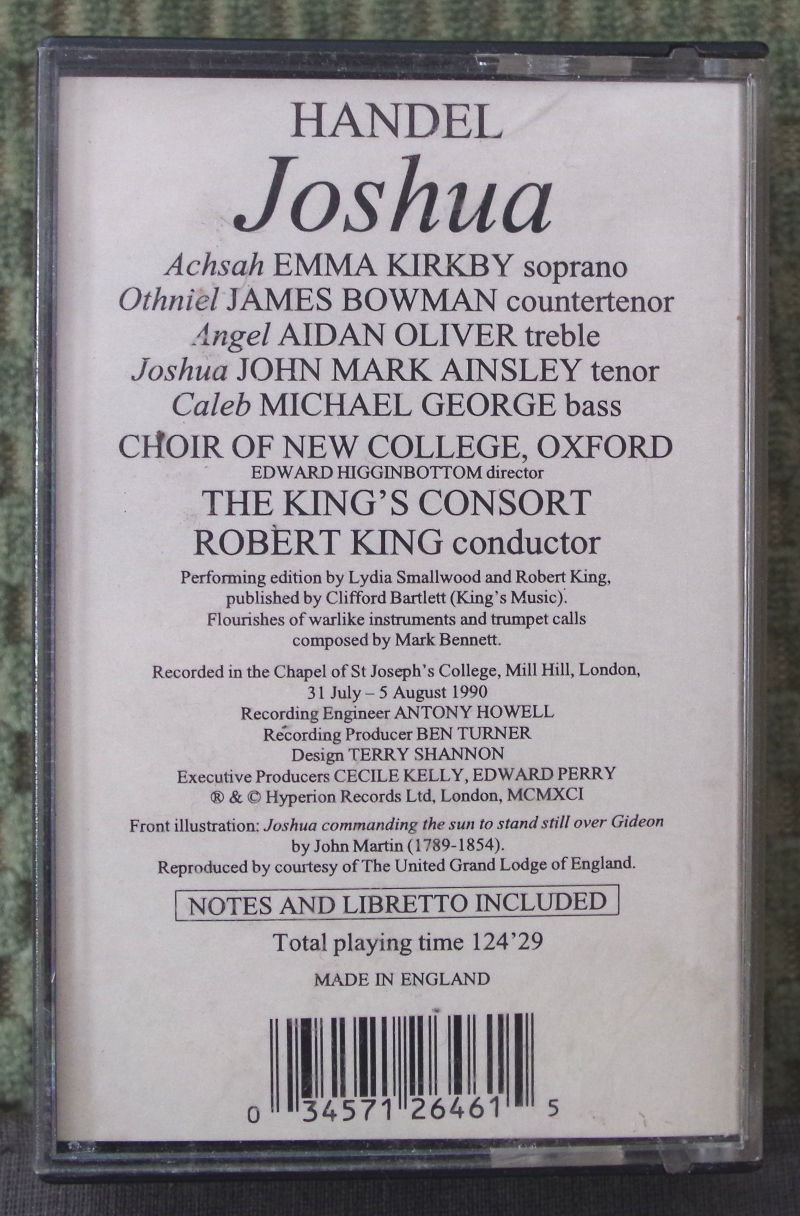 HANDEL
Joshua
Achsah EMMA KIRKBY soprano
Othniel JAMES BOWMAN countertenor
Angel AIDAN OLIVER treble
Joshua JOHN MARK AINSLEY tenor
Caleb MICHAEL GEORGE bass
CHOIR OF NEW COLLEGE, OXFORD
EDWARD HIGGINBOTTOM director
THE KING'S CONSORT
ROBERT KING conductor
Performing edition by Lydia Smallwood and Robert King,
published by Clifford Bartlett (King's Music).
Flourishes of warlike instruments and trumpet calls
composed by Mark Bennett.
Recorded in the Chapel of St Joseph's College, Mill Hill, London,
31 July – 5 August 1990
Recording Engineer ANTONY HOWELL
Recording Producer BEN TURNER
Design TERRY SHANNON
Executive Producers CECILE KELLY, EDWARD PERRY
® & © Hyperion Records Ltd, London, MCMXCI
Front illustration: Joshua commanding the sun to stand still over Gideon
by John Martin (1789-1854).
Reproduced by courtesy of The United Grand Lodge of England.
NOTES AND LIBRETTO INCLUDED
Total playing time 124'29
MADE IN ENGLAND
0 34571 26461 5